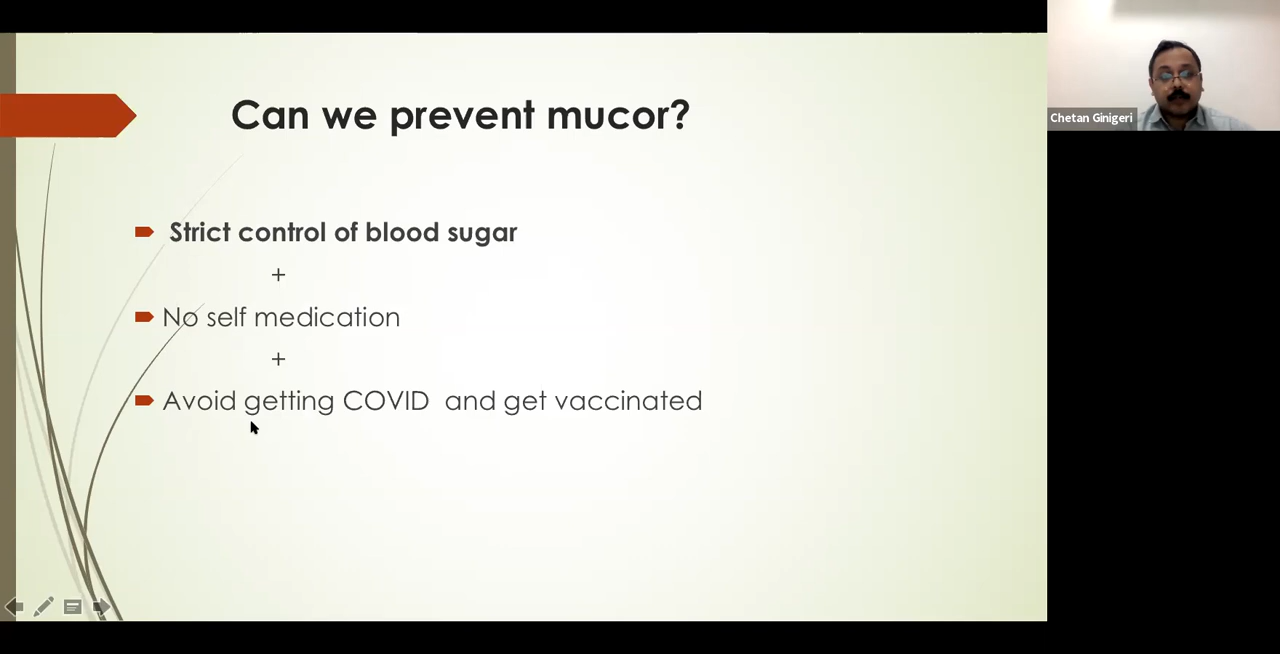 Can we prevent mucor?
Strict control of blood sugar
+
No self medication
+
Avoid getting COVID  and get vaccinated
Chetan Ginigeri